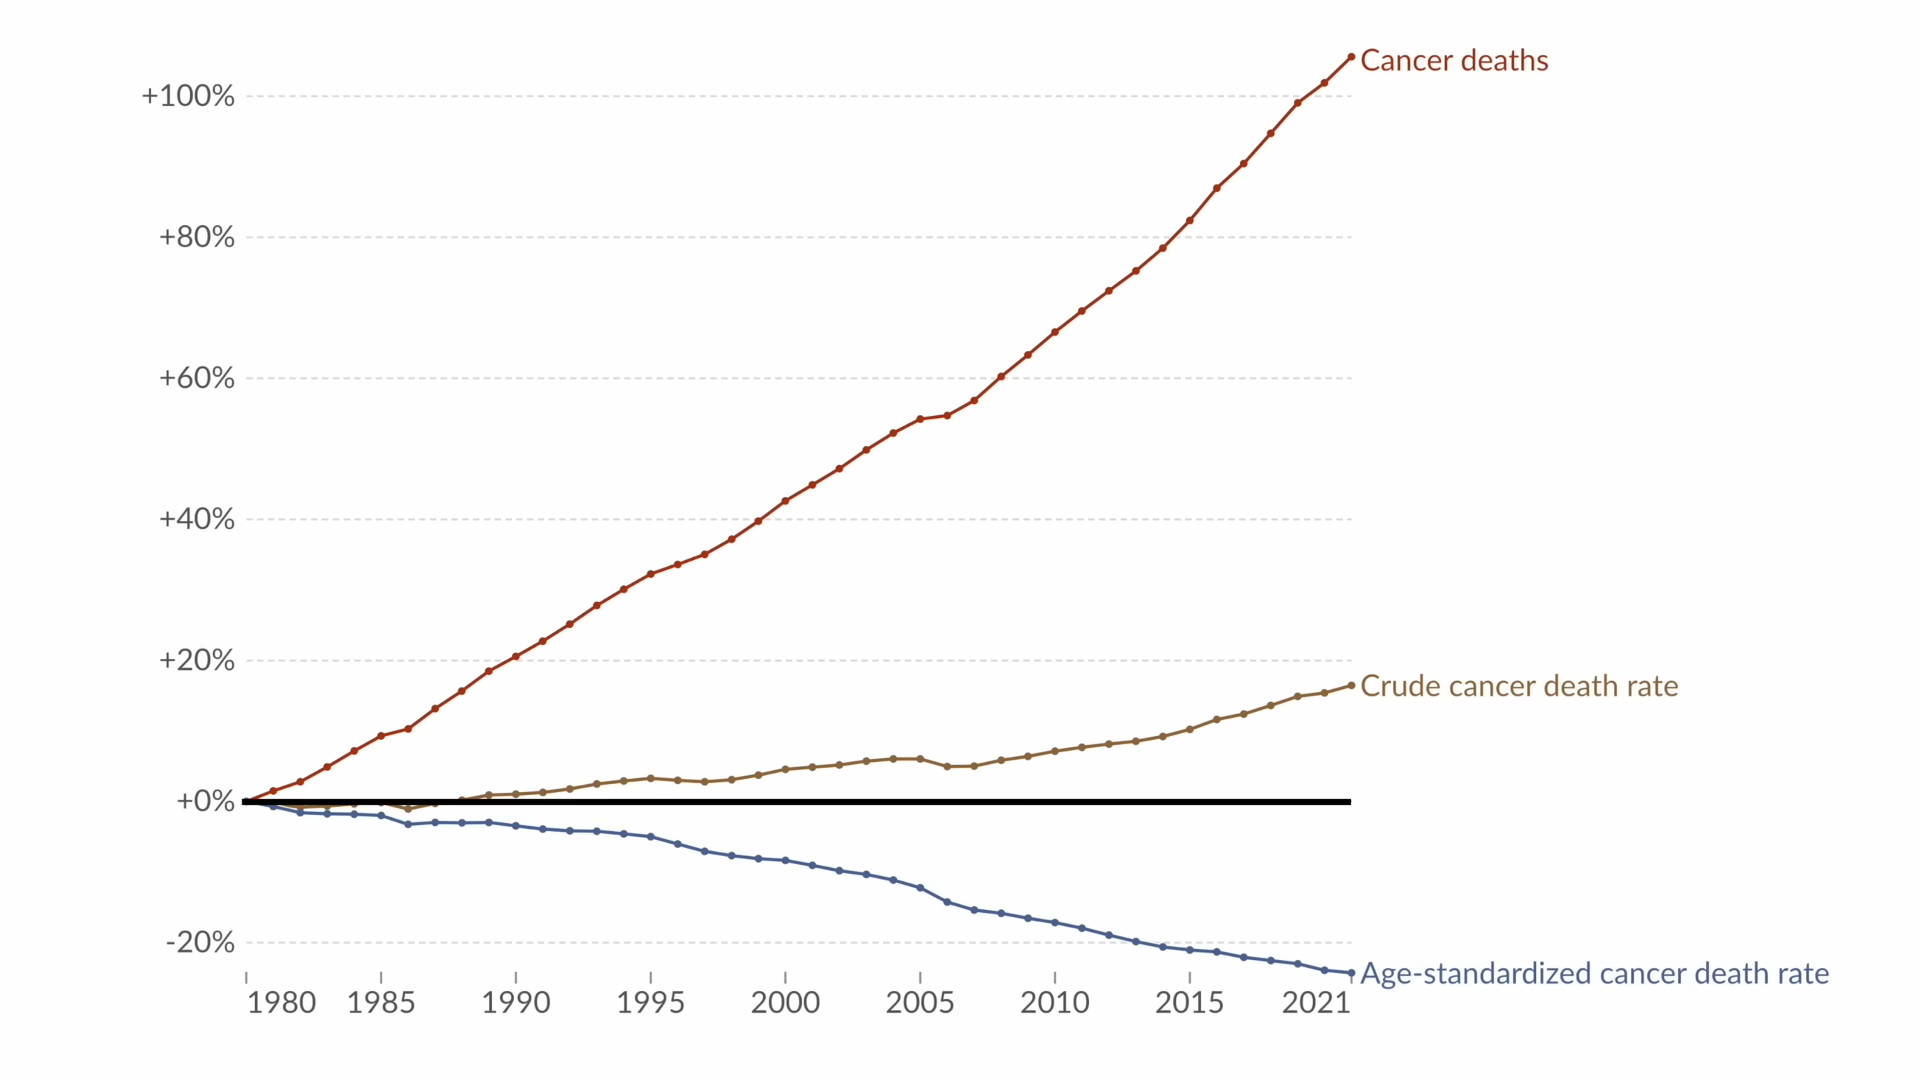 Cancer deaths
+100%
+80%
+60%
+40%
+20%
Crude cancer death rate
+0%
-20%
Age-standardized cancer death rate
1980 1985 1990 1995 2000 2005 2010 2015 2021